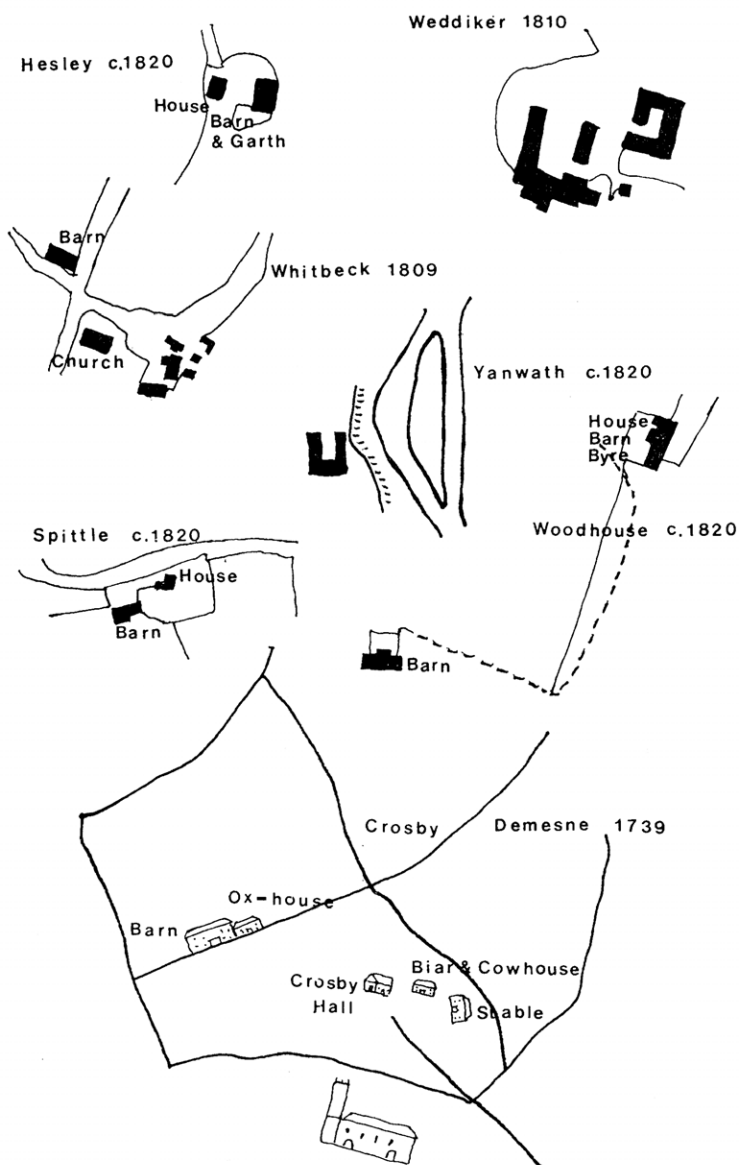 Weddiker 1810
Hesley c.1820
House
Barn
& Garth
Barn
Whitbeck 1809
Church
Yanwath c.1820
House
Barn
Byre
Woodhouse c.1820
Spittle c.1820
House
Barn
Barn
Crosby Demesne 1739
Ox-house
Barn
Biar & Cowhouse
Crosby
Hall
Stable